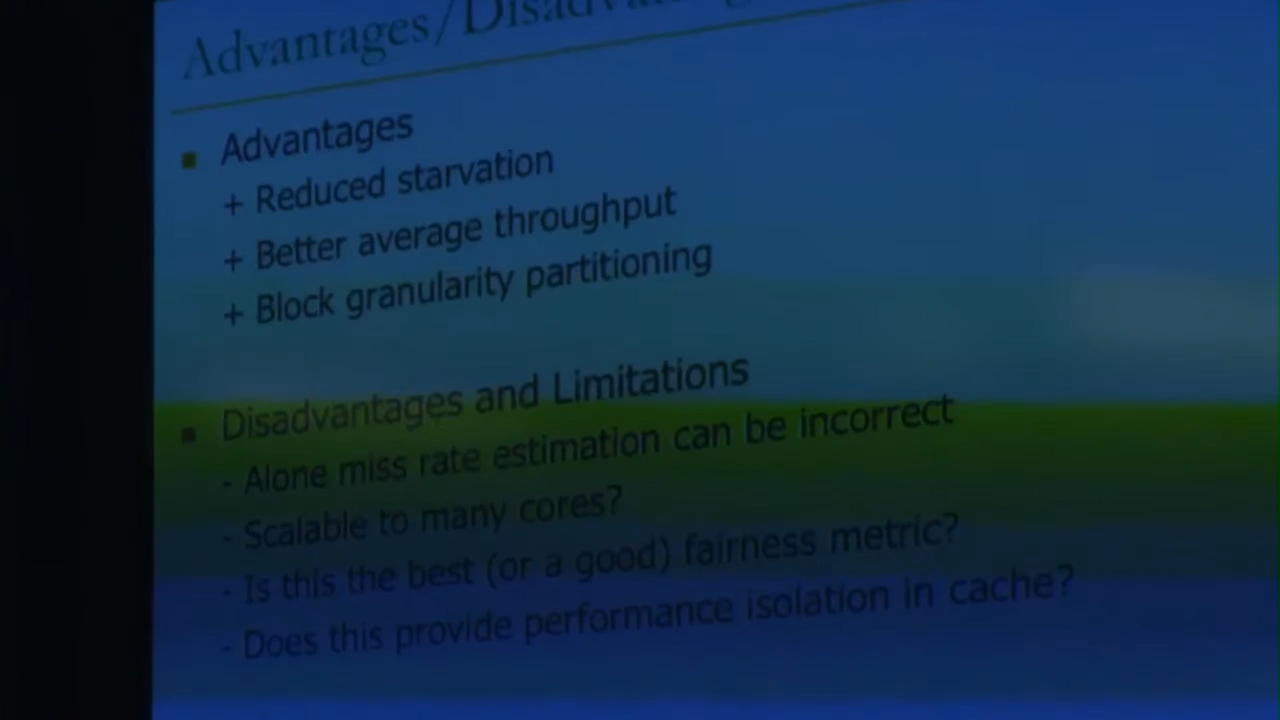 Advantages/Disadvantag
■ Advantages
+ Reduced starvation
+ Better average throughput
+ Block granularity partitioning
■ Disadvantages and Limitations
- Alone miss rate estimation can be incorrect
- Scalable to many cores?
- Is this the best (or a good) fairness metric?
- Does this provide performance isolation in cache?